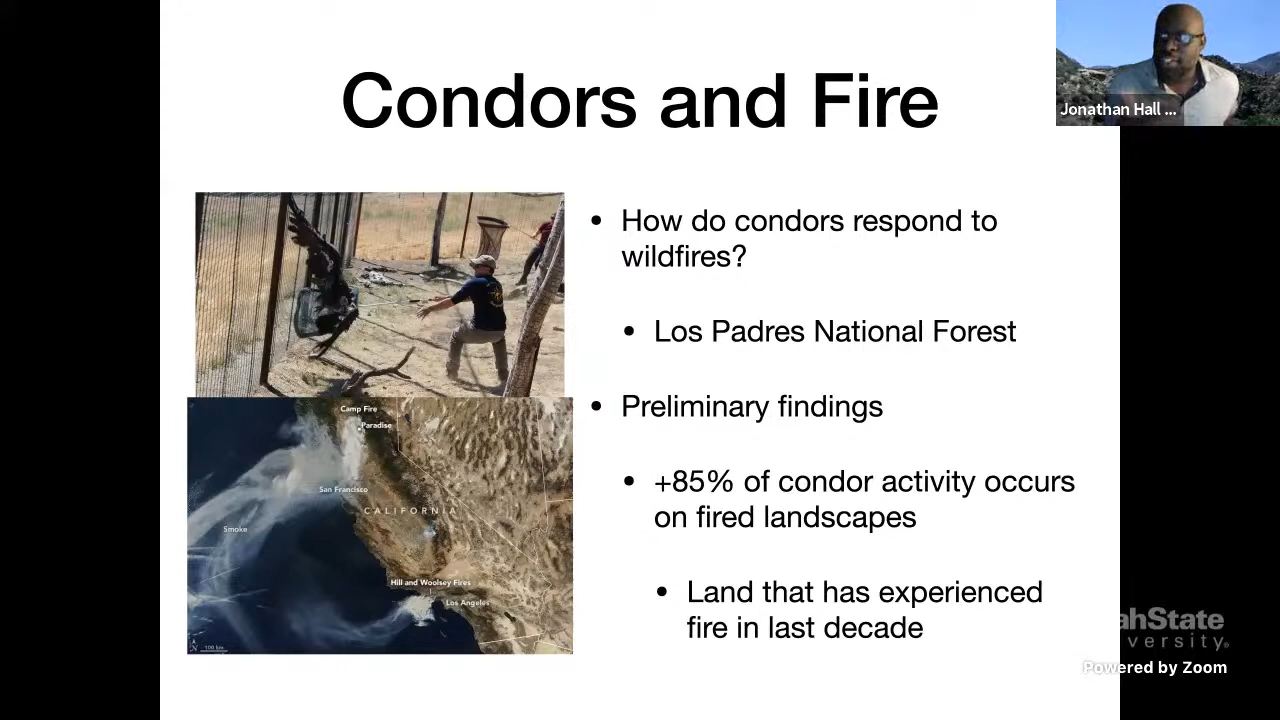 Condors and Fire
Jonathan Hall ...
• How do condors respond to
wildfires?
• Los Padres National Forest
• Preliminary findings
• +85% of condor activity occurs
on fired landscapes
• Land that has experienced
fire in last decade
Camp Fire
Paradise
San Francisco
CALIFORNIA
Smoke
Hill and Woolsey Fires
Los Angeles
N
100 km
ahState
versity
Powered by Zoom